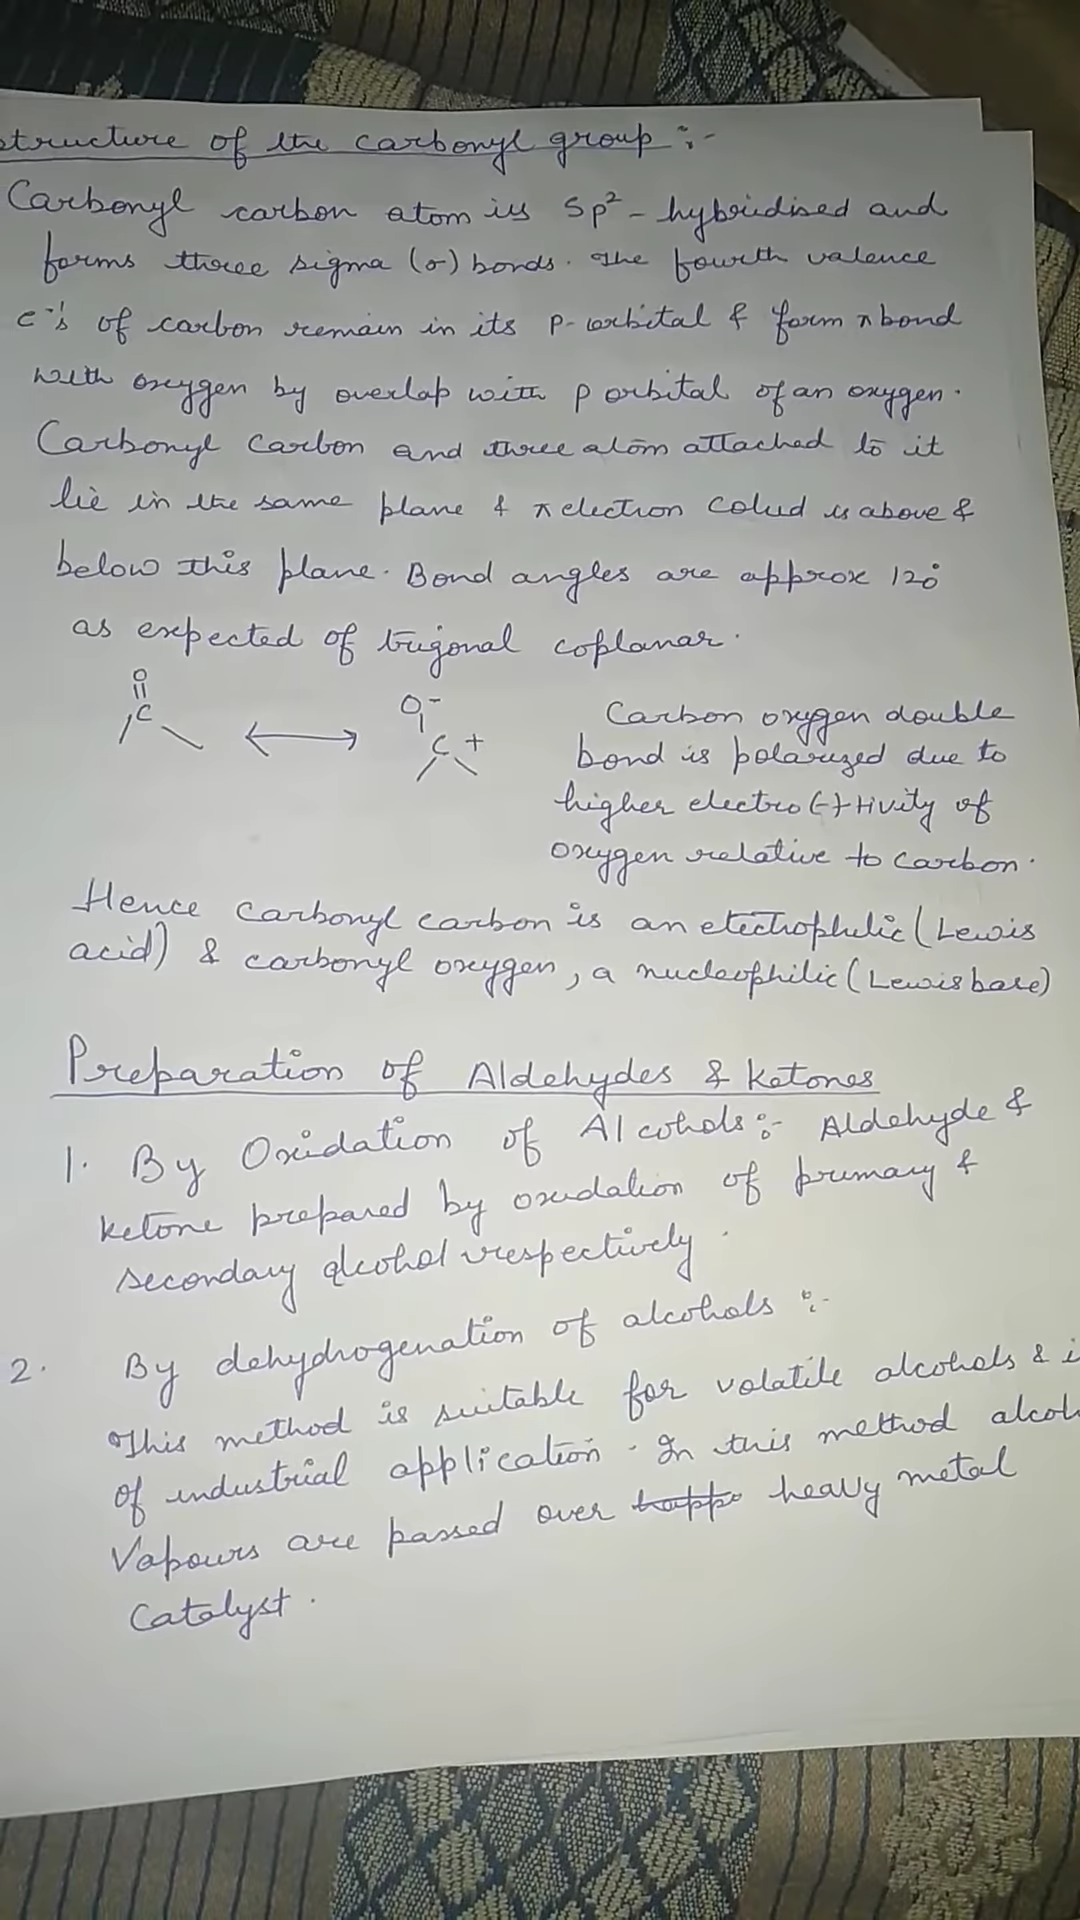 structure of the carbonyl group :-
Carbonyl carbon atom is sp² - hybridised and
forms three sigma (σ) bonds. The fourth valence
e⁻'s of carbon remain in its p-orbital & form π bond
with oxygen by overlap with p orbital of an oxygen.
Carbonyl Carbon and three atom attached to it
lie in the same plane & π electron colud is above &
below this plane. Bond angles are approx 120°
as expected of trigonal coplanar.
O
C
O⁻
C +
Carbon oxygen double
bond is polarized due to
higher electro(-)tivity of
oxygen relative to carbon.
Hence carbonyl carbon is an electrophilic (Lewis
acid) & carbonyl oxygen, a nucleophilic (Lewis base)
Preparation of Aldehydes & ketones
1. By Oxidation of Alcohols :- Aldehyde &
ketone prepared by oxidation of primary &
secondary alcohol respectively.
2. By dehydrogenation of alcohols :-
This method is suitable for volatile alcohols & i
of industrial application. In this method alcoh
Vapours are passed over heavy metal
Catalyst.